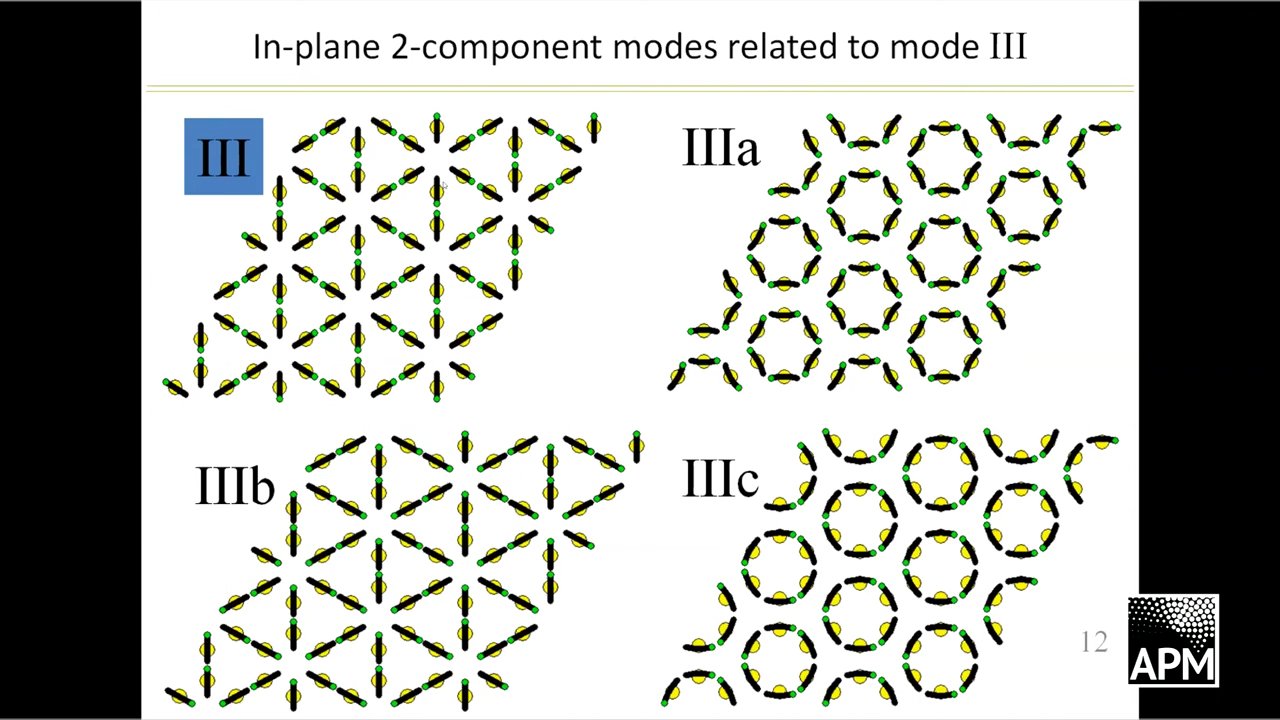 In-plane 2-component modes related to mode III
III
IIIa
IIIb
IIIc
12
APM